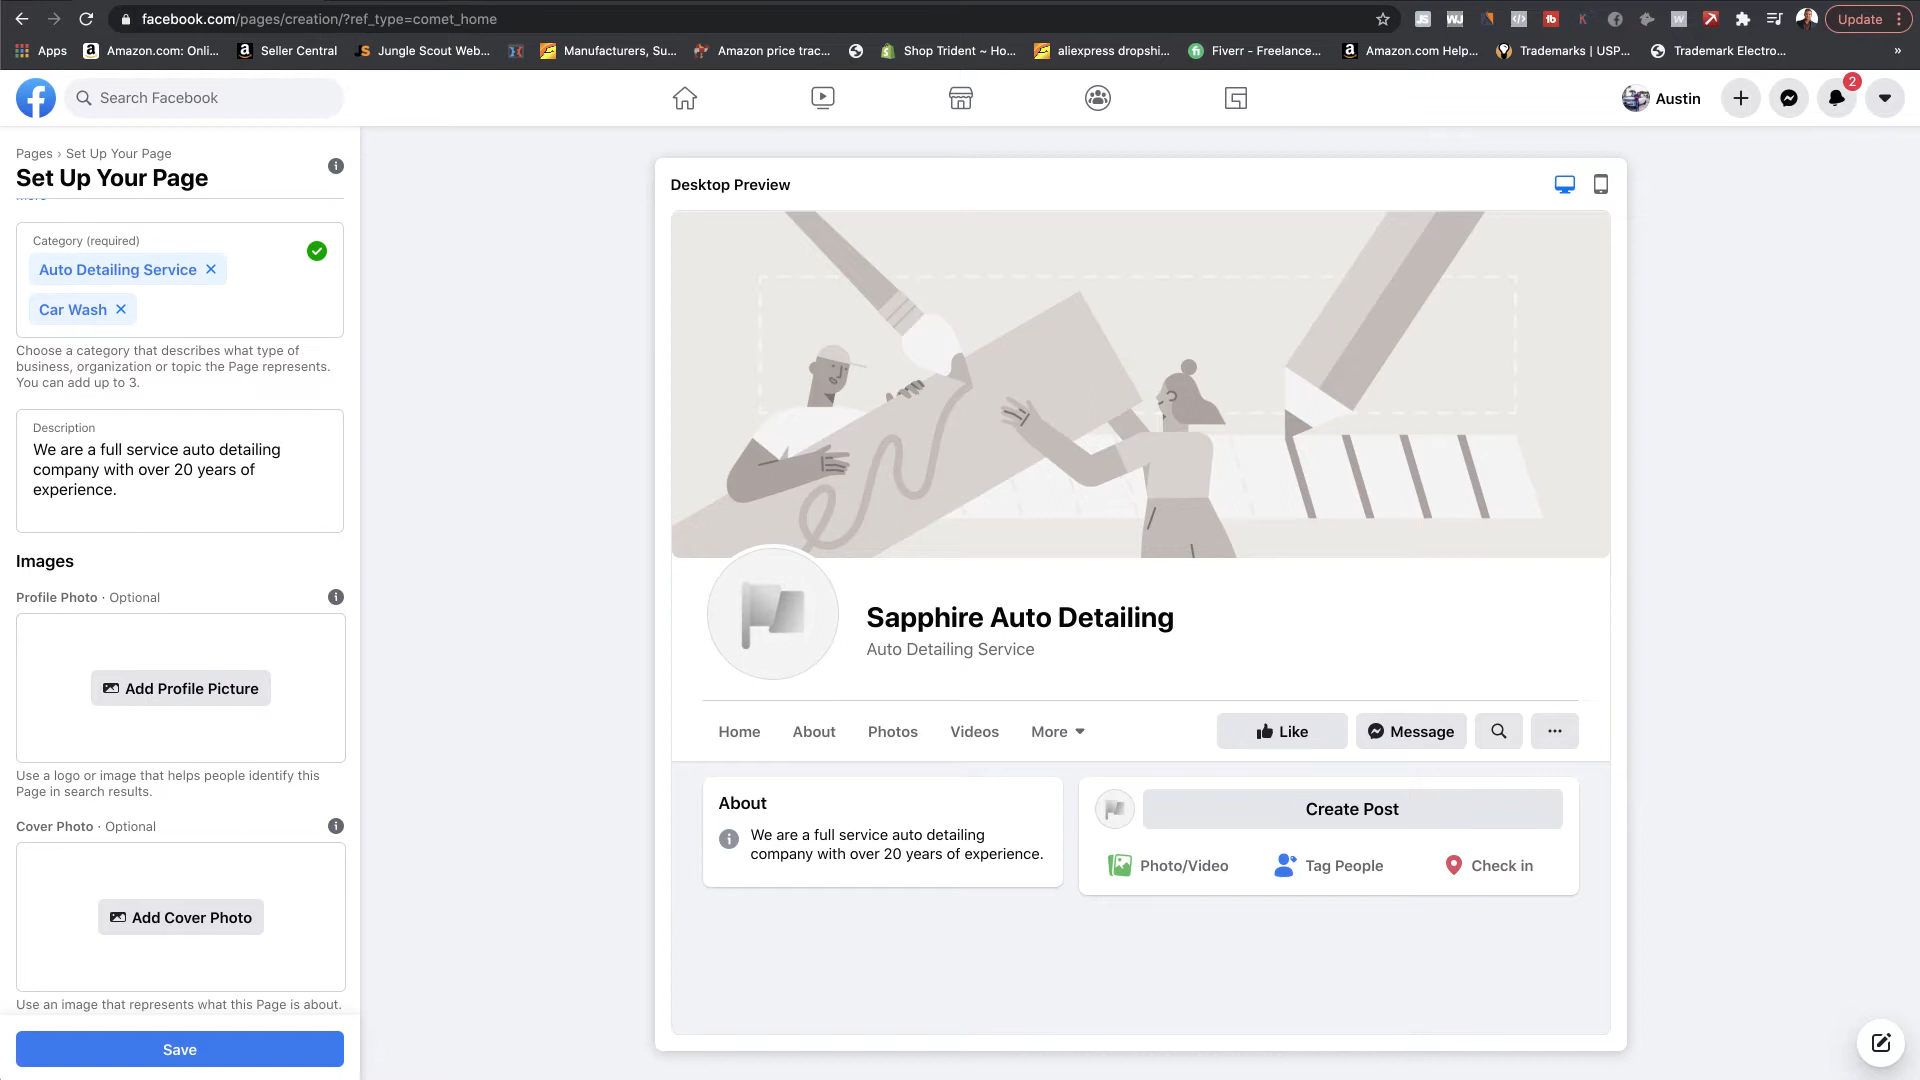 facebook.com/pages/creation/?ref_type=comet_home
Update
Apps
Amazon.com: Onli...
Seller Central
Jungle Scout Web...
Manufacturers, Su...
Amazon price trac...
Shop Trident ~ Ho...
aliexpress dropshi...
Fiverr - Freelance...
Amazon.com Help...
Trademarks | USP...
Trademark Electro...
»
Search Facebook
Austin
2
Pages › Set Up Your Page
Set Up Your Page
Category (required)
Auto Detailing Service ✕
Car Wash ✕
Choose a category that describes what type of
business, organization or topic the Page represents.
You can add up to 3.
Description
We are a full service auto detailing
company with over 20 years of
experience.
Images
Profile Photo · Optional
Add Profile Picture
Use a logo or image that helps people identify this
Page in search results.
Cover Photo · Optional
Add Cover Photo
Use an image that represents what this Page is about.
Save
Desktop Preview
Sapphire Auto Detailing
Auto Detailing Service
Home
About
Photos
Videos
More
Like
Message
About
We are a full service auto detailing
company with over 20 years of experience.
Create Post
Photo/Video
Tag People
Check in